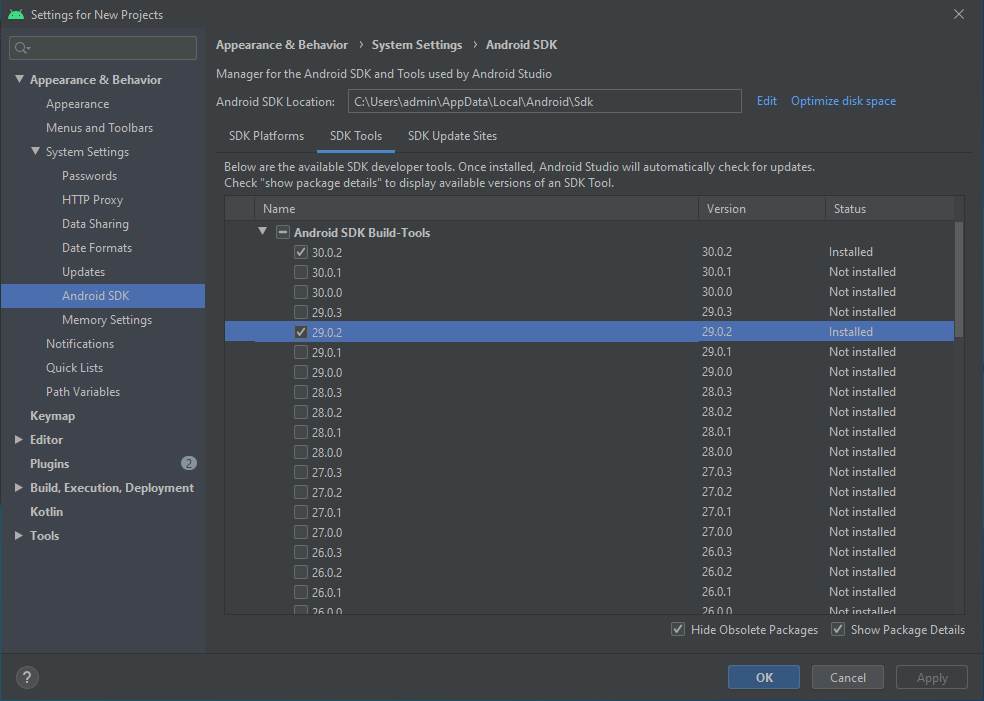 Settings for New Projects
Appearance & Behavior
Appearance
Menus and Toolbars
System Settings
Passwords
HTTP Proxy
Data Sharing
Date Formats
Updates
Android SDK
Memory Settings
Notifications
Quick Lists
Path Variables
Keymap
Editor
Plugins 2
Build, Execution, Deployment
Kotlin
Tools
Appearance & Behavior › System Settings › Android SDK
Manager for the Android SDK and Tools used by Android Studio
Android SDK Location: C:\Users\admin\AppData\Local\Android\Sdk Edit Optimize disk space
SDK Platforms SDK Tools SDK Update Sites
Below are the available SDK developer tools. Once installed, Android Studio will automatically check for updates.
Check "show package details" to display available versions of an SDK Tool.
Name Version Status
Android SDK Build-Tools
30.0.2 30.0.2 Installed
30.0.1 30.0.1 Not installed
30.0.0 30.0.0 Not installed
29.0.3 29.0.3 Not installed
29.0.2 29.0.2 Installed
29.0.1 29.0.1 Not installed
29.0.0 29.0.0 Not installed
28.0.3 28.0.3 Not installed
28.0.2 28.0.2 Not installed
28.0.1 28.0.1 Not installed
28.0.0 28.0.0 Not installed
27.0.3 27.0.3 Not installed
27.0.2 27.0.2 Not installed
27.0.1 27.0.1 Not installed
27.0.0 27.0.0 Not installed
26.0.3 26.0.3 Not installed
26.0.2 26.0.2 Not installed
26.0.1 26.0.1 Not installed
26.0.0 26.0.0 Not installed
Hide Obsolete Packages Show Package Details
? OK Cancel Apply